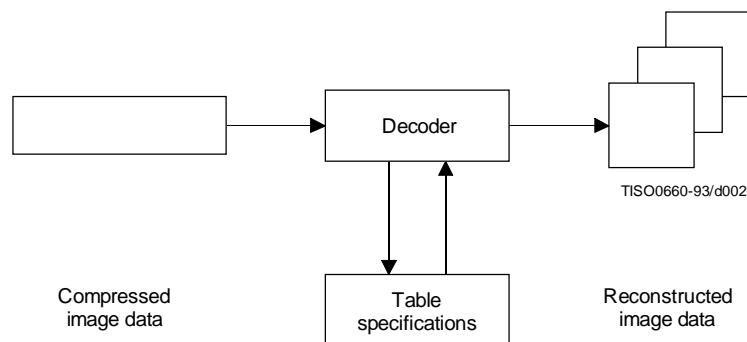 Decoder
TISO0660-93/d002
Compressed
image data
Table
specifications
Reconstructed
image data